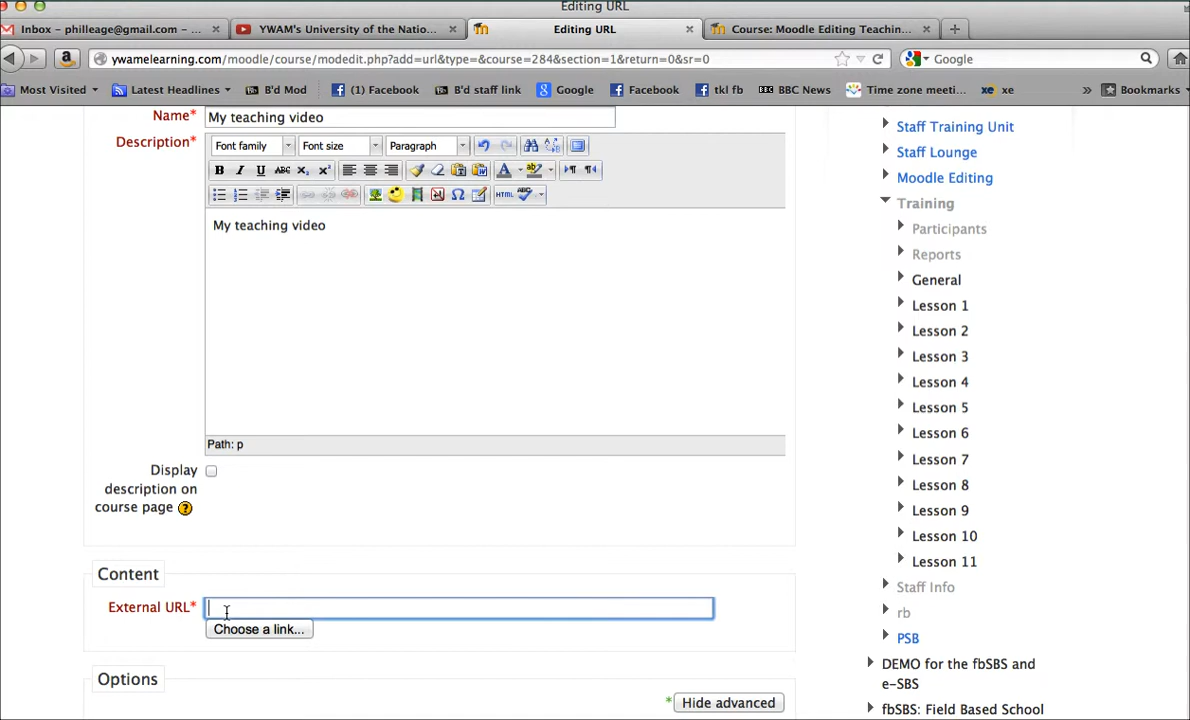 Editing URL
Inbox - philleage@gmail.com - ...
YWAM's University of the Natio...
Editing URL
Course: Moodle Editing Teachin...
ywamelearning.com/moodle/course/modedit.php?add=url&type=&course=284&section=1&return=0&sr=0
Google
Most Visited
Latest Headlines
B'd Mod
(1) Facebook
B'd staff link
Google
Facebook
tkl fb
BBC News
Time zone meeti...
xe
»
Bookmarks
Name*
My teaching video
Description*
Font family
Font size
Paragraph
B I U ABC x₂ x² A ab
Ω HTML ABC
My teaching video
Path: p
Display
description on
course page
Content
External URL*
Choose a link...
Options
* Hide advanced
Staff Training Unit
Staff Lounge
Moodle Editing
Training
Participants
Reports
General
Lesson 1
Lesson 2
Lesson 3
Lesson 4
Lesson 5
Lesson 6
Lesson 7
Lesson 8
Lesson 9
Lesson 10
Lesson 11
Staff Info
rb
PSB
DEMO for the fbSBS and
e-SBS
fbSBS: Field Based School